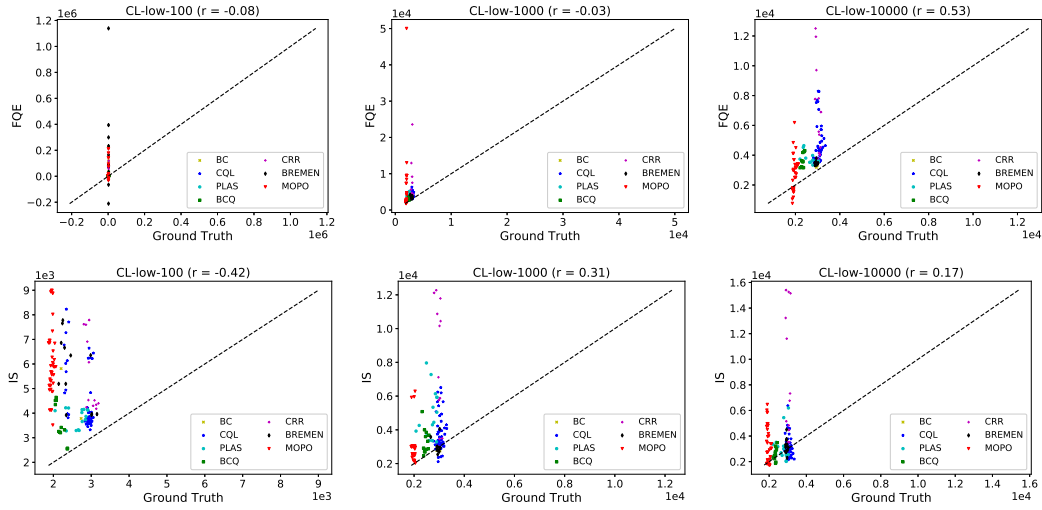 CL-low-100 (r = -0.08)
1e6
FQE
1.2
1.0
0.8
0.6
0.4
0.2
0.0
−0.2
BC
CQL
PLAS
BCQ
CRR
BREMEN
MOPO
−0.2 0.0 0.2 0.4 0.6 0.8 1.0 1.2
Ground Truth
1e6
CL-low-1000 (r = -0.03)
1e4
FQE
5
4
3
2
1
0
BC
CQL
PLAS
BCQ
CRR
BREMEN
MOPO
0 1 2 3 4 5
Ground Truth
1e4
CL-low-10000 (r = 0.53)
1e4
FQE
1.2
1.0
0.8
0.6
0.4
0.2
BC
CQL
PLAS
BCQ
CRR
BREMEN
MOPO
0.2 0.4 0.6 0.8 1.0 1.2
Ground Truth
1e4
CL-low-100 (r = -0.42)
1e3
IS
9
8
7
6
5
4
3
2
BC
CQL
PLAS
BCQ
CRR
BREMEN
MOPO
2 3 4 5 6 7 8 9
Ground Truth
1e3
CL-low-1000 (r = 0.31)
1e4
IS
1.2
1.0
0.8
0.6
0.4
0.2
BC
CQL
PLAS
BCQ
CRR
BREMEN
MOPO
0.2 0.4 0.6 0.8 1.0 1.2
Ground Truth
1e4
CL-low-10000 (r = 0.17)
1e4
IS
1.6
1.4
1.2
1.0
0.8
0.6
0.4
0.2
BC
CQL
PLAS
BCQ
CRR
BREMEN
MOPO
0.2 0.4 0.6 0.8 1.0 1.2 1.4 1.6
Ground Truth
1e4